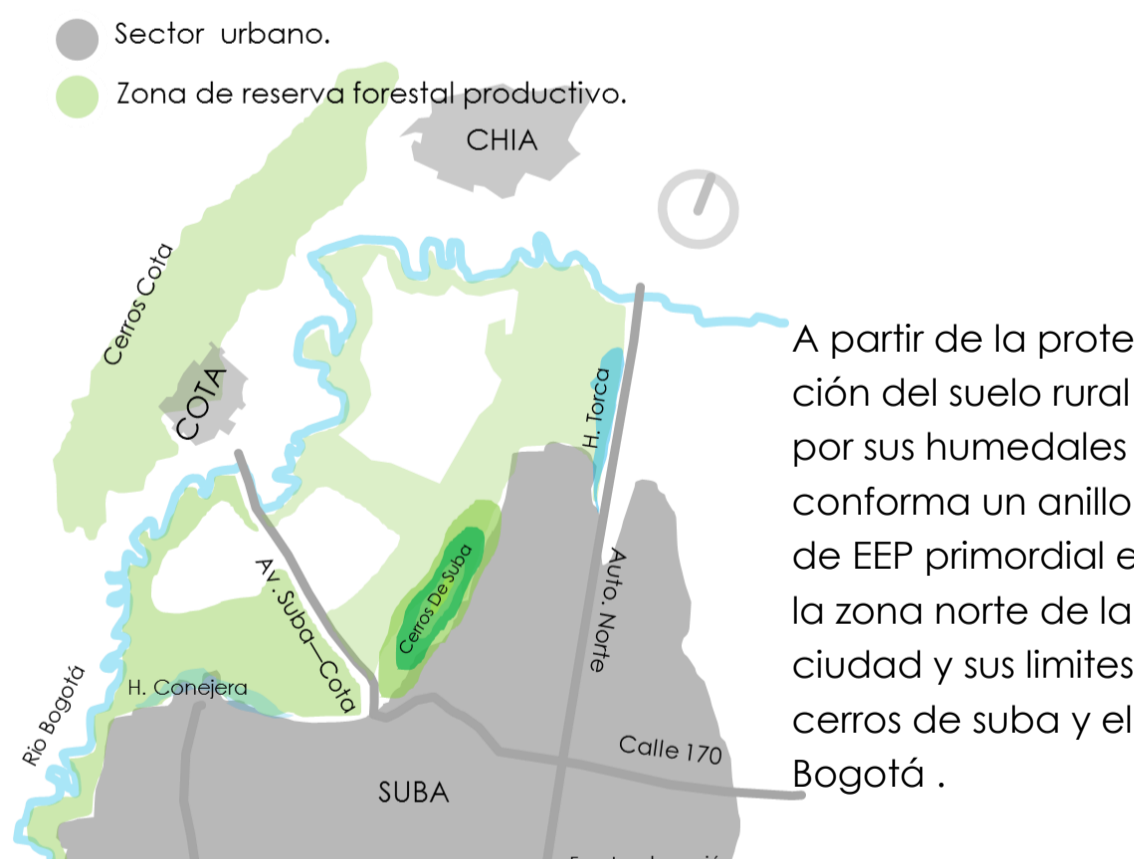 Sector urbano.
Zona de reserva forestal productivo.
CHIA
Cerros Cota
COTA
H. Torca
A partir de la prote
ción del suelo rural
por sus humedales
conforma un anillo
de EEP primordial e
la zona norte de la
ciudad y sus limites
cerros de suba y el
Bogotá .
Av. Suba—Cota
Cerros De Suba
Auto. Norte
H. Conejera
Rio Bogotá
Calle 170
SUBA